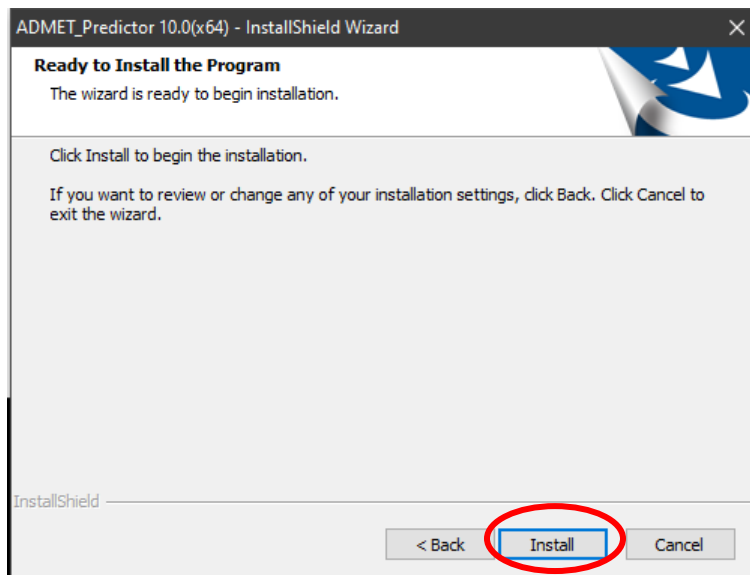 ADMET_Predictor 10.0(x64) - InstallShield Wizard
Ready to Install the Program
The wizard is ready to begin installation.
Click Install to begin the installation.
If you want to review or change any of your installation settings, click Back. Click Cancel to
exit the wizard.
InstallShield
< Back Install Cancel